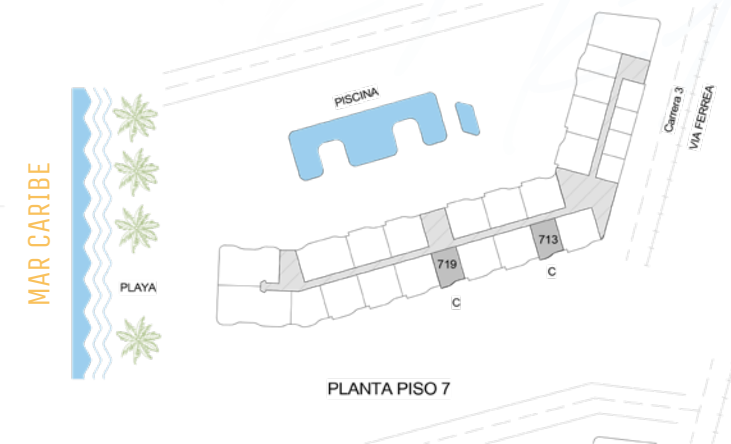 PISCINA
Carrera 3
VIA FERREA
MAR CARIBE
PLAYA
713
719
C
C
PLANTA PISO 7